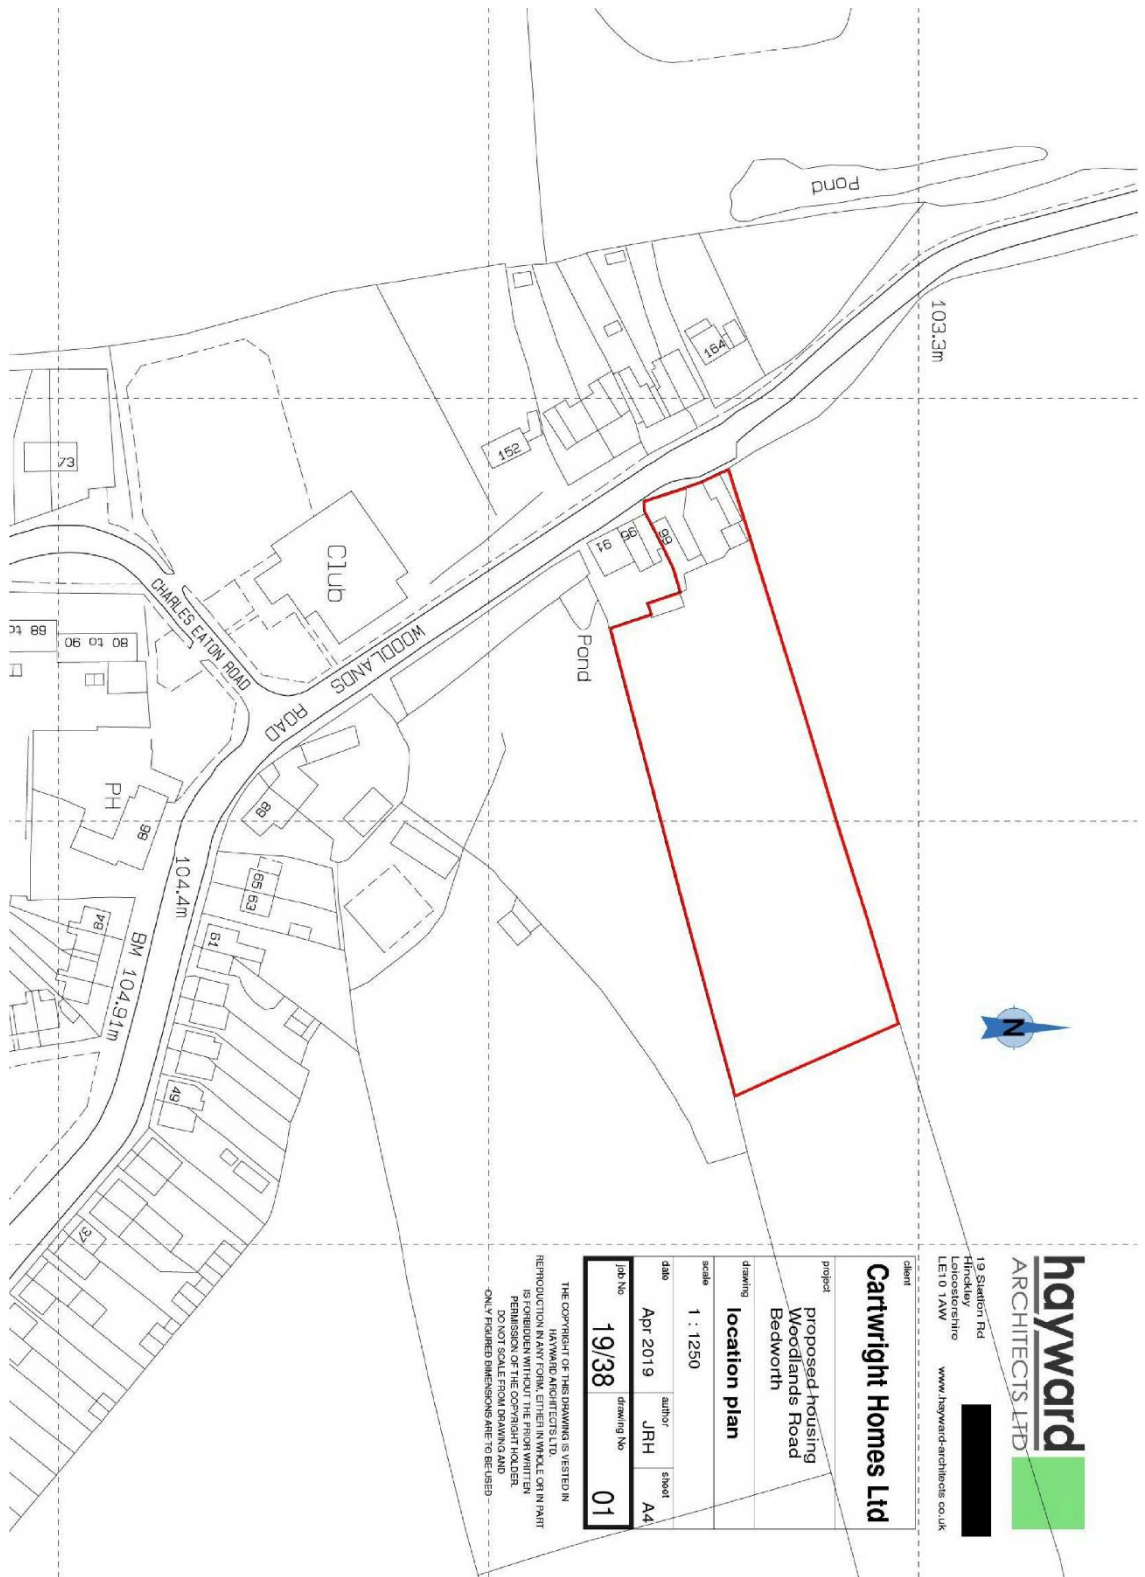 hayward
ARCHITECTS LTD
19 Station Rd
Hinckley
Leicestershire
LE10 1AW
www.hayward-architects.co.uk
client
Cartwright Homes Ltd
project
proposed housing
Woodlands Road
Bedworth
drawing
location plan
scale
1 : 1250
date
Apr 2019
author
JRH
sheet
A4
job No
19/38
drawing No
01
THE COPYRIGHT OF THIS DRAWING IS VESTED IN
HAYWARD ARCHITECTS LTD.
REPRODUCTION IN ANY FORM, EITHER IN WHOLE OR IN PART
IS FORBIDDEN WITHOUT THE PRIOR WRITTEN
PERMISSION OF THE COPYRIGHT HOLDER.
DO NOT SCALE FROM DRAWING AND
ONLY FIGURED DIMENSIONS ARE TO BE USED
N
Pond
103.3m
164
152
99
95
91
Pond
Club
73
CHARLES EATON ROAD
WOODLANDS
ROAD
80 to 90
68 to
PH
98
69
65
63
61
104.4m
84
BM 104.91m
49
37